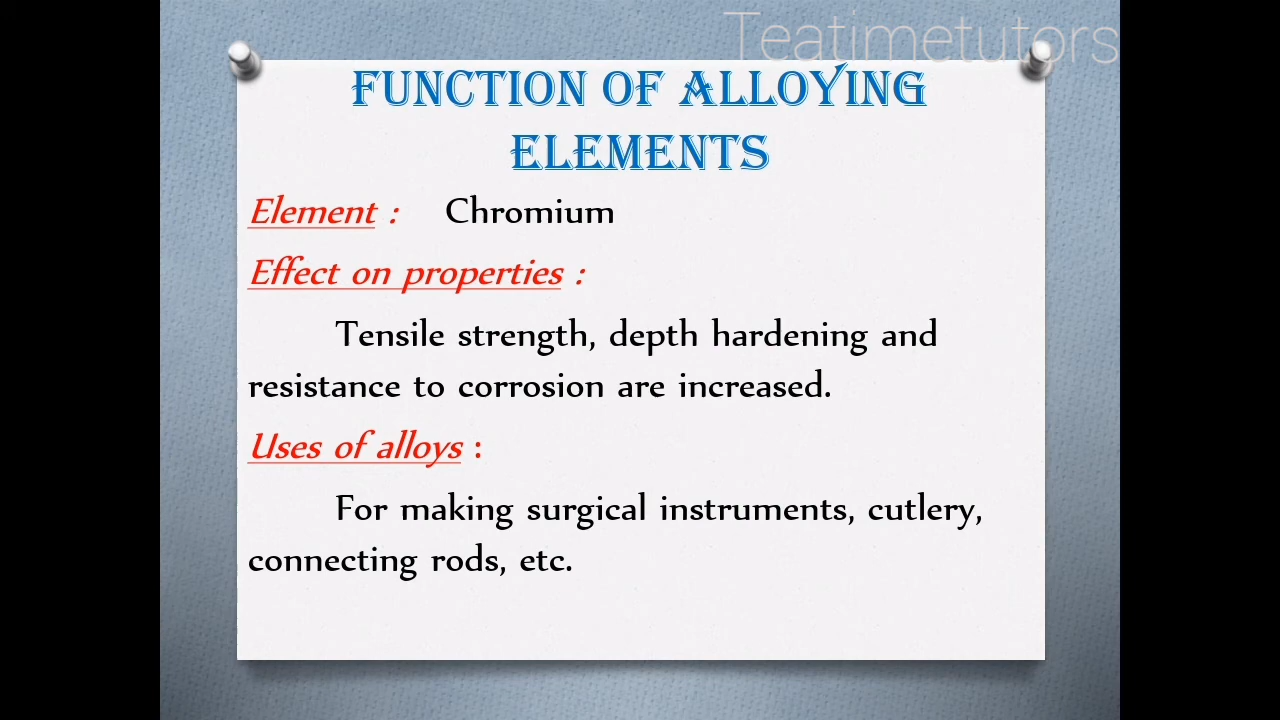 Teatimetutors
FUNCTION OF ALLOYING
ELEMENTS
Element : Chromium
Effect on properties :
Tensile strength, depth hardening and
resistance to corrosion are increased.
Uses of alloys :
For making surgical instruments, cutlery,
connecting rods, etc.